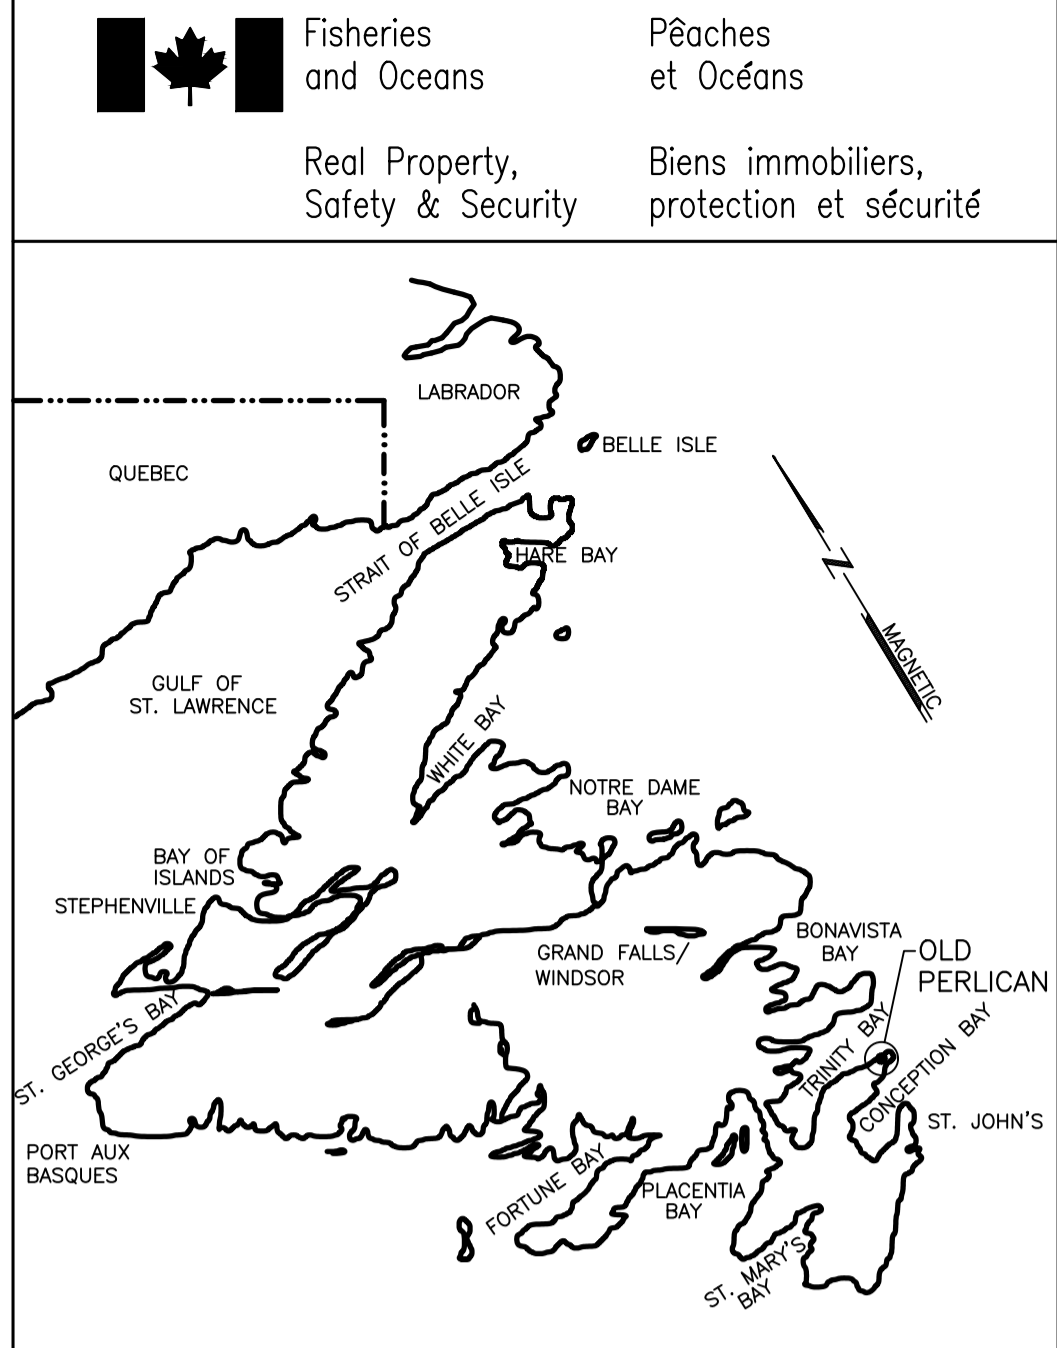 Fisheries
and Oceans
Pêaches
et Océans
Real Property,
Safety & Security
Biens immobiliers,
protection et sécurité
LABRADOR
BELLE ISLE
QUEBEC
STRAIT OF BELLE ISLE
HARE BAY
N
MAGNETIC
GULF OF
ST. LAWRENCE
WHITE BAY
NOTRE DAME
BAY
BAY OF
ISLANDS
STEPHENVILLE
GRAND FALLS/
WINDSOR
BONAVISTA
BAY
OLD
PERLICAN
ST. GEORGE'S BAY
TRINITY BAY
CONCEPTION BAY
ST. JOHN'S
PORT AUX
BASQUES
FORTUNE BAY
PLACENTIA
BAY
ST. MARY'S
BAY